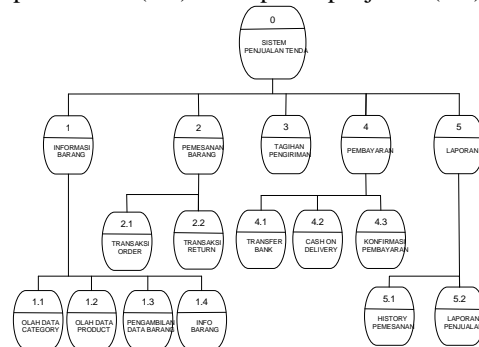 0
SISTEM
PENJUALAN TENDA
1
INFORMASI
BARANG
2
PEMESANAN
BARANG
3
TAGIHAN
PENGIRIMAN
4
PEMBAYARAN
5
LAPORAN
2.1
TRANSAKSI
ORDER
2.2
TRANSAKSI
RETURN
4.1
TRANSFER
BANK
4.2
CASH ON
DELIVERY
4.3
KONFIRMASI
PEMBAYARAN
1.1
OLAH DATA
CATEGORY
1.2
OLAH DATA
PRODUCT
1.3
PENGAMBILAN
DATA BARANG
1.4
INFO
BARANG
5.1
HISTORY
PEMESANAN
5.2
LAPORAN
PENJUALAN